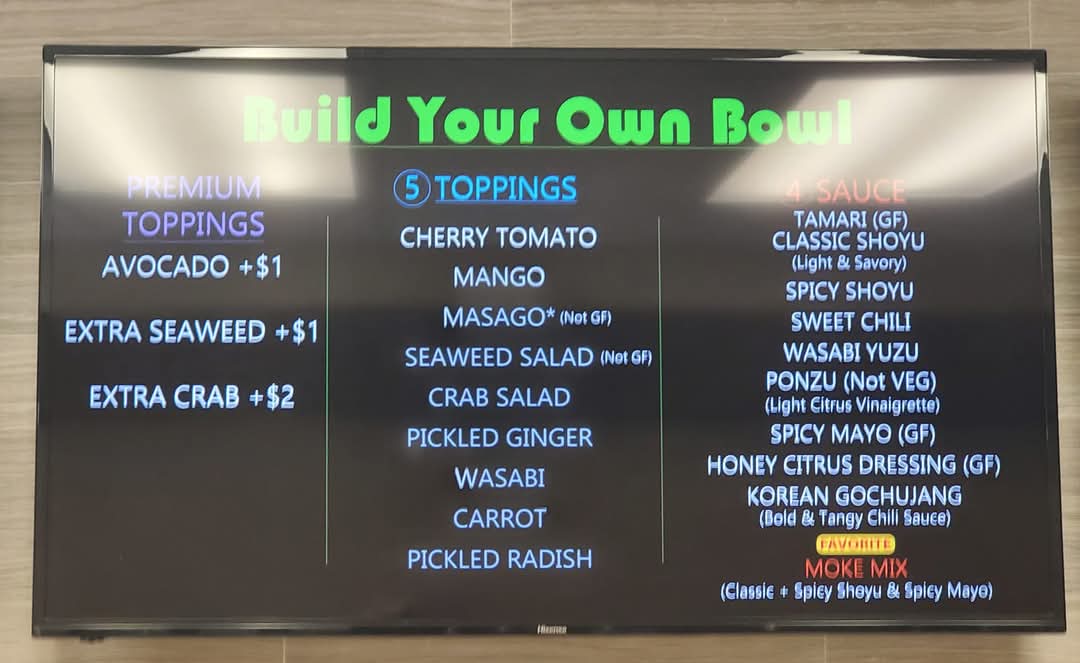 Build Your Own Bowl
PREMIUM
TOPPINGS
AVOCADO +$1
EXTRA SEAWEED +$1
EXTRA CRAB +$2
5 TOPPINGS
CHERRY TOMATO
MANGO
MASAGO* (Not GF)
SEAWEED SALAD (Not GF)
CRAB SALAD
PICKLED GINGER
WASABI
CARROT
PICKLED RADISH
4 SAUCE
TAMARI (GF)
CLASSIC SHOYU
(Light & Savory)
SPICY SHOYU
SWEET CHILI
WASABI YUZU
PONZU (Not VEG)
(Light Citrus Vinaigrette)
SPICY MAYO (GF)
HONEY CITRUS DRESSING (GF)
KOREAN GOCHUJANG
(Bold & Tangy Chili Sauce)
FAVORITE
MOKE MIX
(Classic + Spicy Shoyu & Spicy Mayo)
Hisense